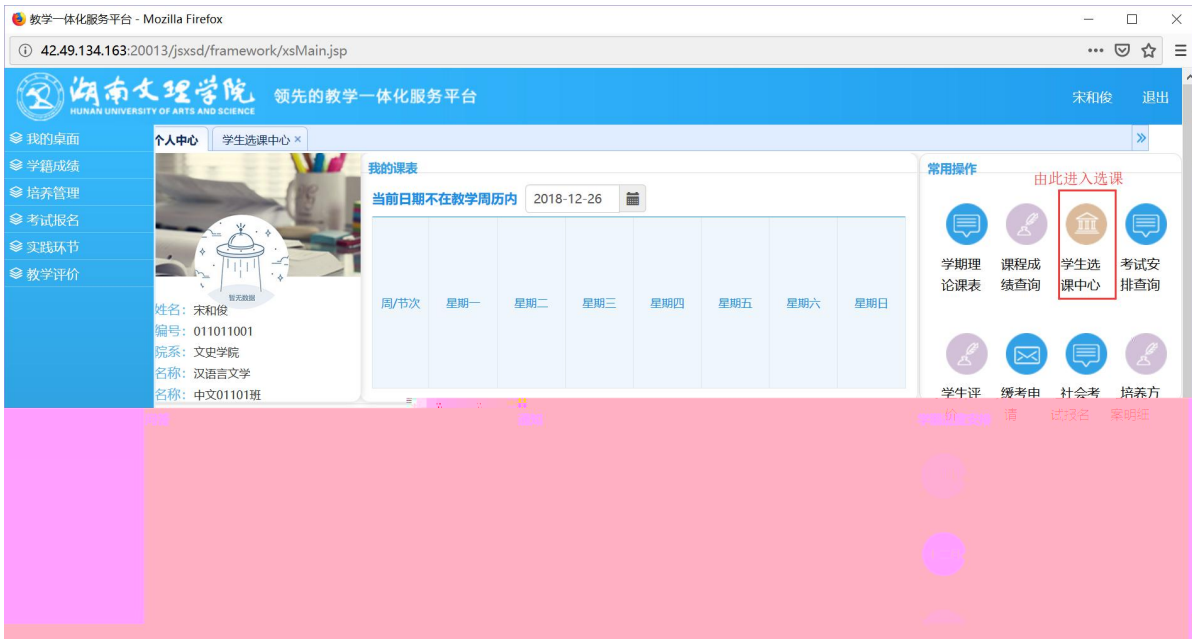 教学一体化服务平台 - Mozilla Firefox
42.49.134.163:20013/jsxsd/framework/xsMain.jsp
湖南文理学院
HUNAN UNIVERSITY OF ARTS AND SCIENCE
领先的教学一体化服务平台
宋和俊 退出
我的桌面
学籍成绩
培养管理
考试报名
实践环节
教学评价
个人中心 学生选课中心 ×
暂无数据
姓名：宋和俊
编号：011011001
院系：文史学院
名称：汉语言文学
名称：中文01101班
我的课表
当前日期不在教学周历内 2018-12-26
周/节次 星期一 星期二 星期三 星期四 星期五 星期六 星期日
常用操作
由此进入选课
学期理论课表
课程成绩查询
学生选课中心
考试安排查询
学生评价
缓考申请
社会考试报名
培养方案明细